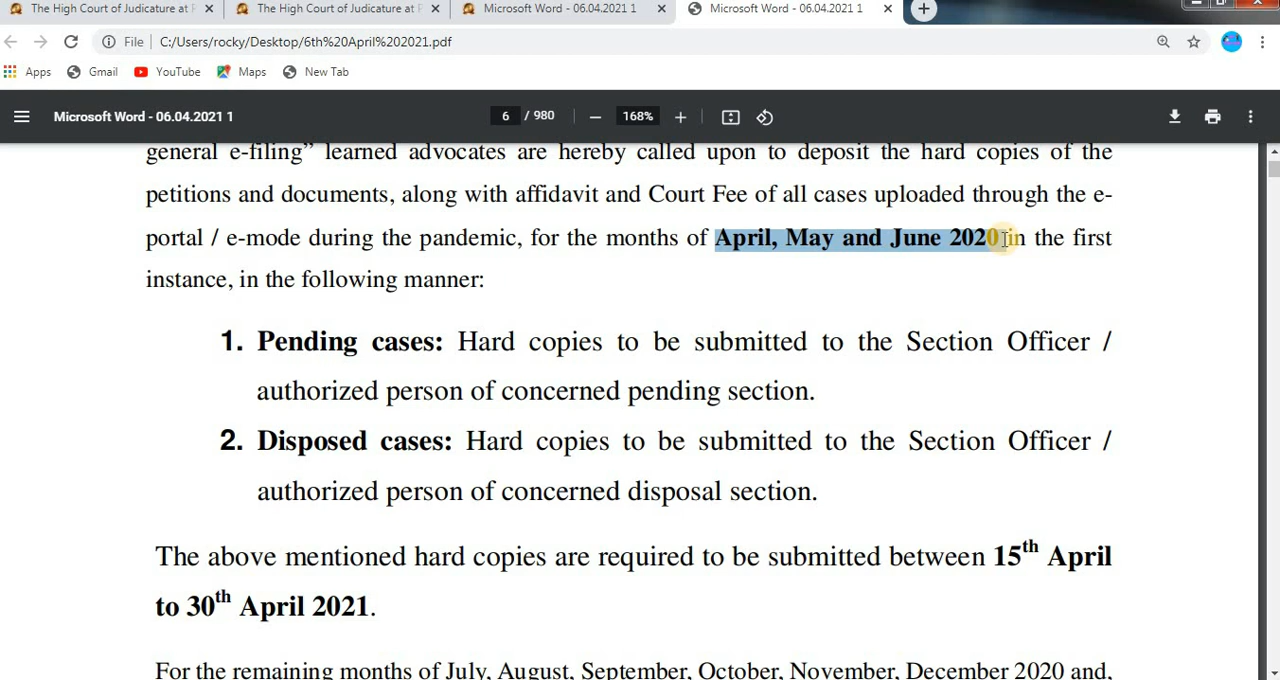 The High Court of Judicature at P
The High Court of Judicature at P
Microsoft Word - 06.04.2021 1
Microsoft Word - 06.04.2021 1
File
C:/Users/rocky/Desktop/6th%20April%202021.pdf
Apps
Gmail
YouTube
Maps
New Tab
Microsoft Word - 06.04.2021 1
6 / 980
168%
general e-filing” learned advocates are hereby called upon to deposit the hard copies of the
petitions and documents, along with affidavit and Court Fee of all cases uploaded through the e-
portal / e-mode during the pandemic, for the months of April, May and June 2020 in the first
instance, in the following manner:
1. Pending cases: Hard copies to be submitted to the Section Officer /
authorized person of concerned pending section.
2. Disposed cases: Hard copies to be submitted to the Section Officer /
authorized person of concerned disposal section.
The above mentioned hard copies are required to be submitted between 15th April
to 30th April 2021.
For the remaining months of July, August, September, October, November, December 2020 and,